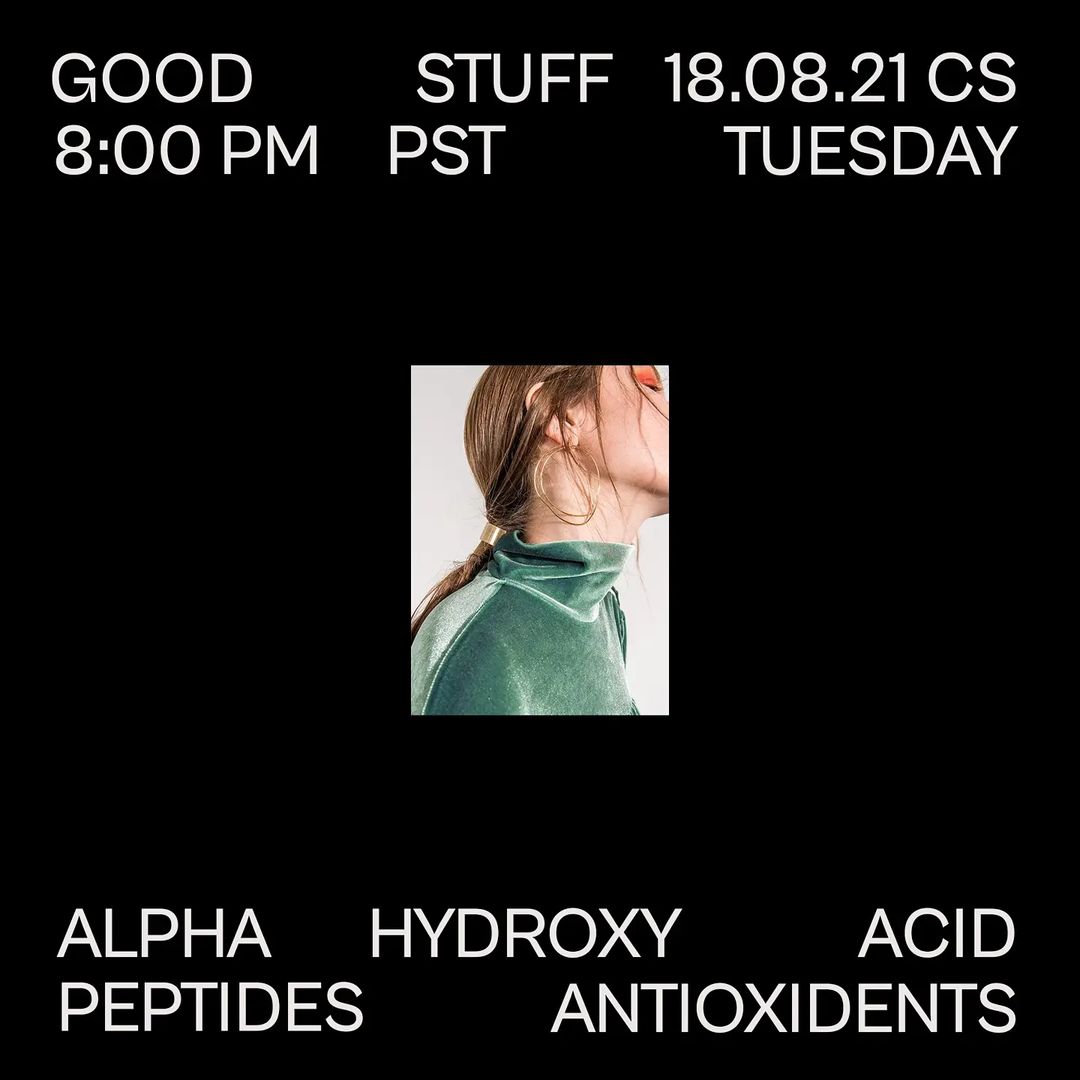 GOOD STUFF 18.08.21 CS
8:00 PM PST TUESDAY
ALPHA HYDROXY ACID
PEPTIDES ANTIOXIDENTS